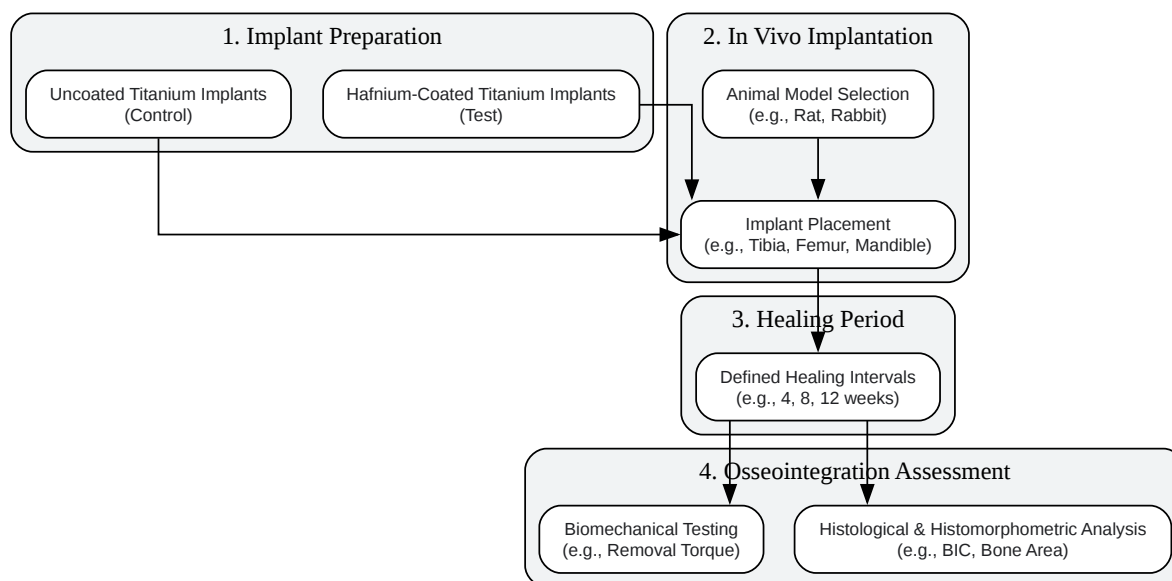 1. Implant Preparation
Uncoated Titanium Implants
(Control)
Hafnium-Coated Titanium Implants
(Test)
2. In Vivo Implantation
Animal Model Selection
(e.g., Rat, Rabbit)
Implant Placement
(e.g., Tibia, Femur, Mandible)
3. Healing Period
Defined Healing Intervals
(e.g., 4, 8, 12 weeks)
4. Osseointegration Assessment
Biomechanical Testing
(e.g., Removal Torque)
Histological & Histomorphometric Analysis
(e.g., BIC, Bone Area)